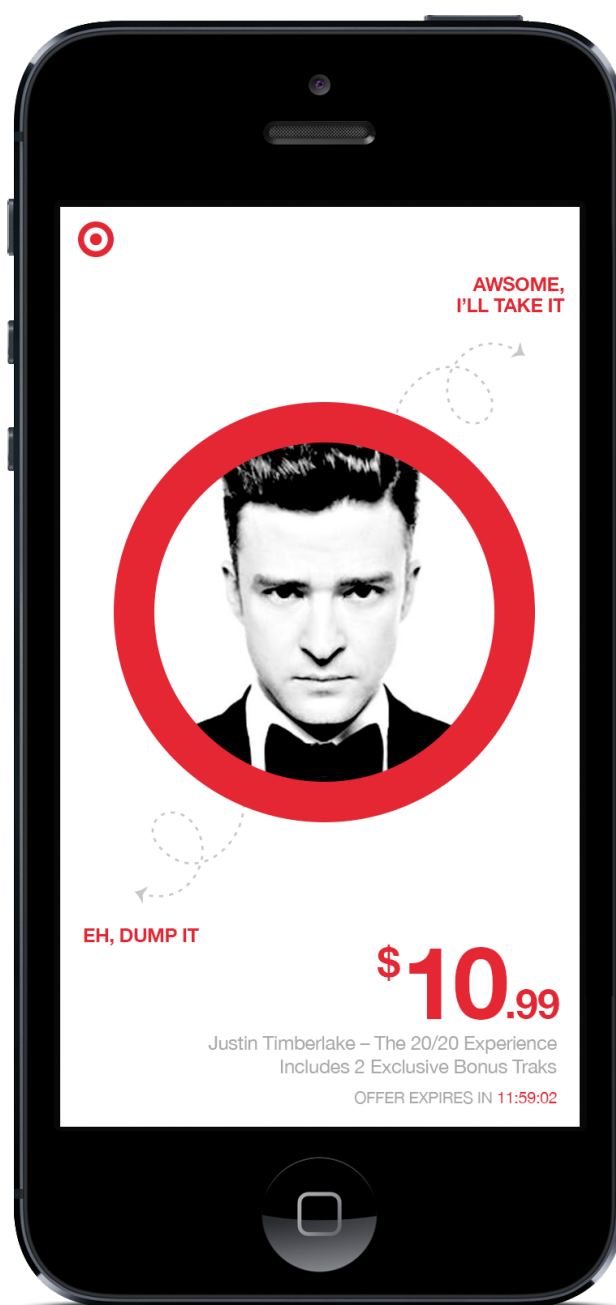 AWSOME,
I'LL TAKE IT
EH, DUMP IT
$10.99
Justin Timberlake – The 20/20 Experience
Includes 2 Exclusive Bonus Traks
OFFER EXPIRES IN 11:59:02